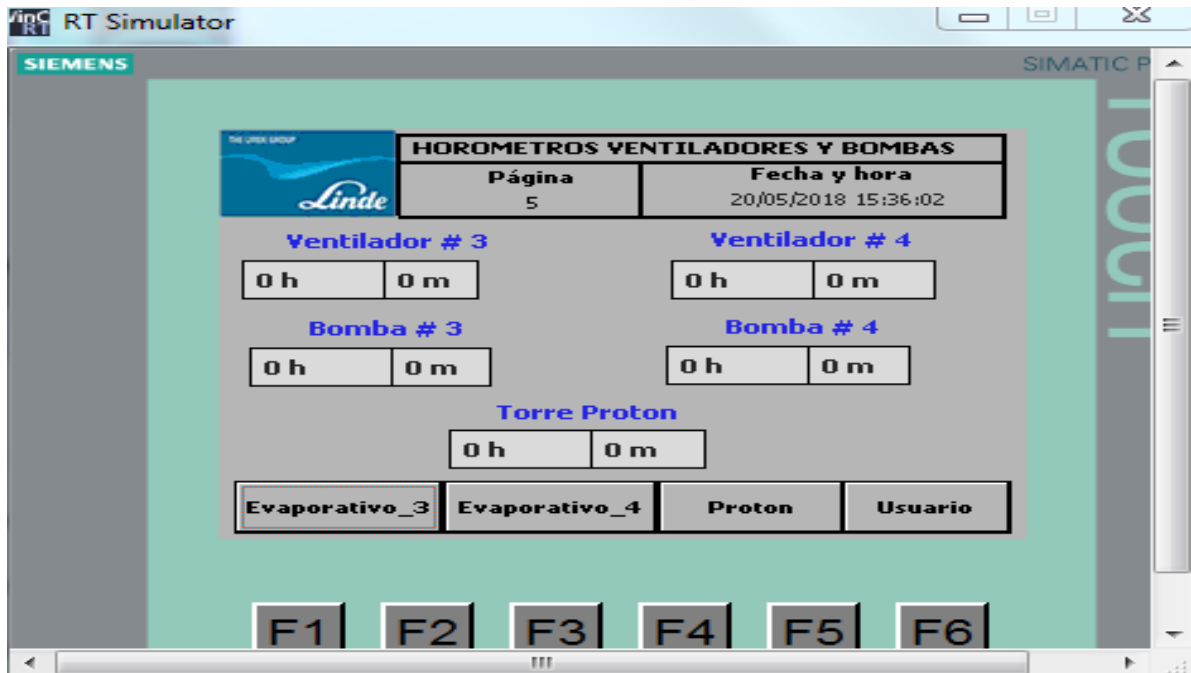 RT Simulator
SIEMENS
SIMATIC P
TOUCH
THE LINDE GROUP
Linde
HOROMETROS VENTILADORES Y BOMBAS
Página
5
Fecha y hora
20/05/2018 15:36:02
Ventilador # 3
Ventilador # 4
0 h 0 m
0 h 0 m
Bomba # 3
Bomba # 4
0 h 0 m
0 h 0 m
Torre Proton
0 h 0 m
Evaporativo_3 Evaporativo_4 Proton Usuario
F1 F2 F3 F4 F5 F6